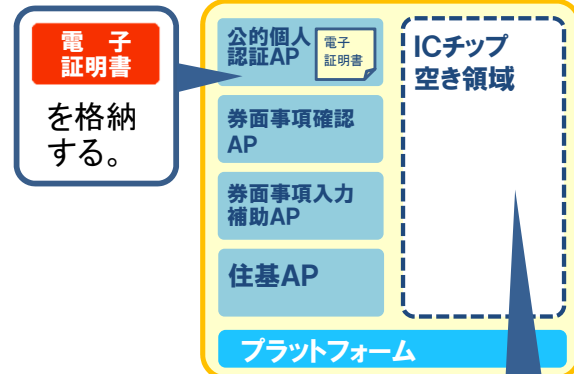 電 子
証明書
を格納
する。
公的個人
認証AP
電子
証明書
券面事項確認
AP
券面事項入力
補助AP
住基AP
ICチップ
空き領域
プラットフォーム